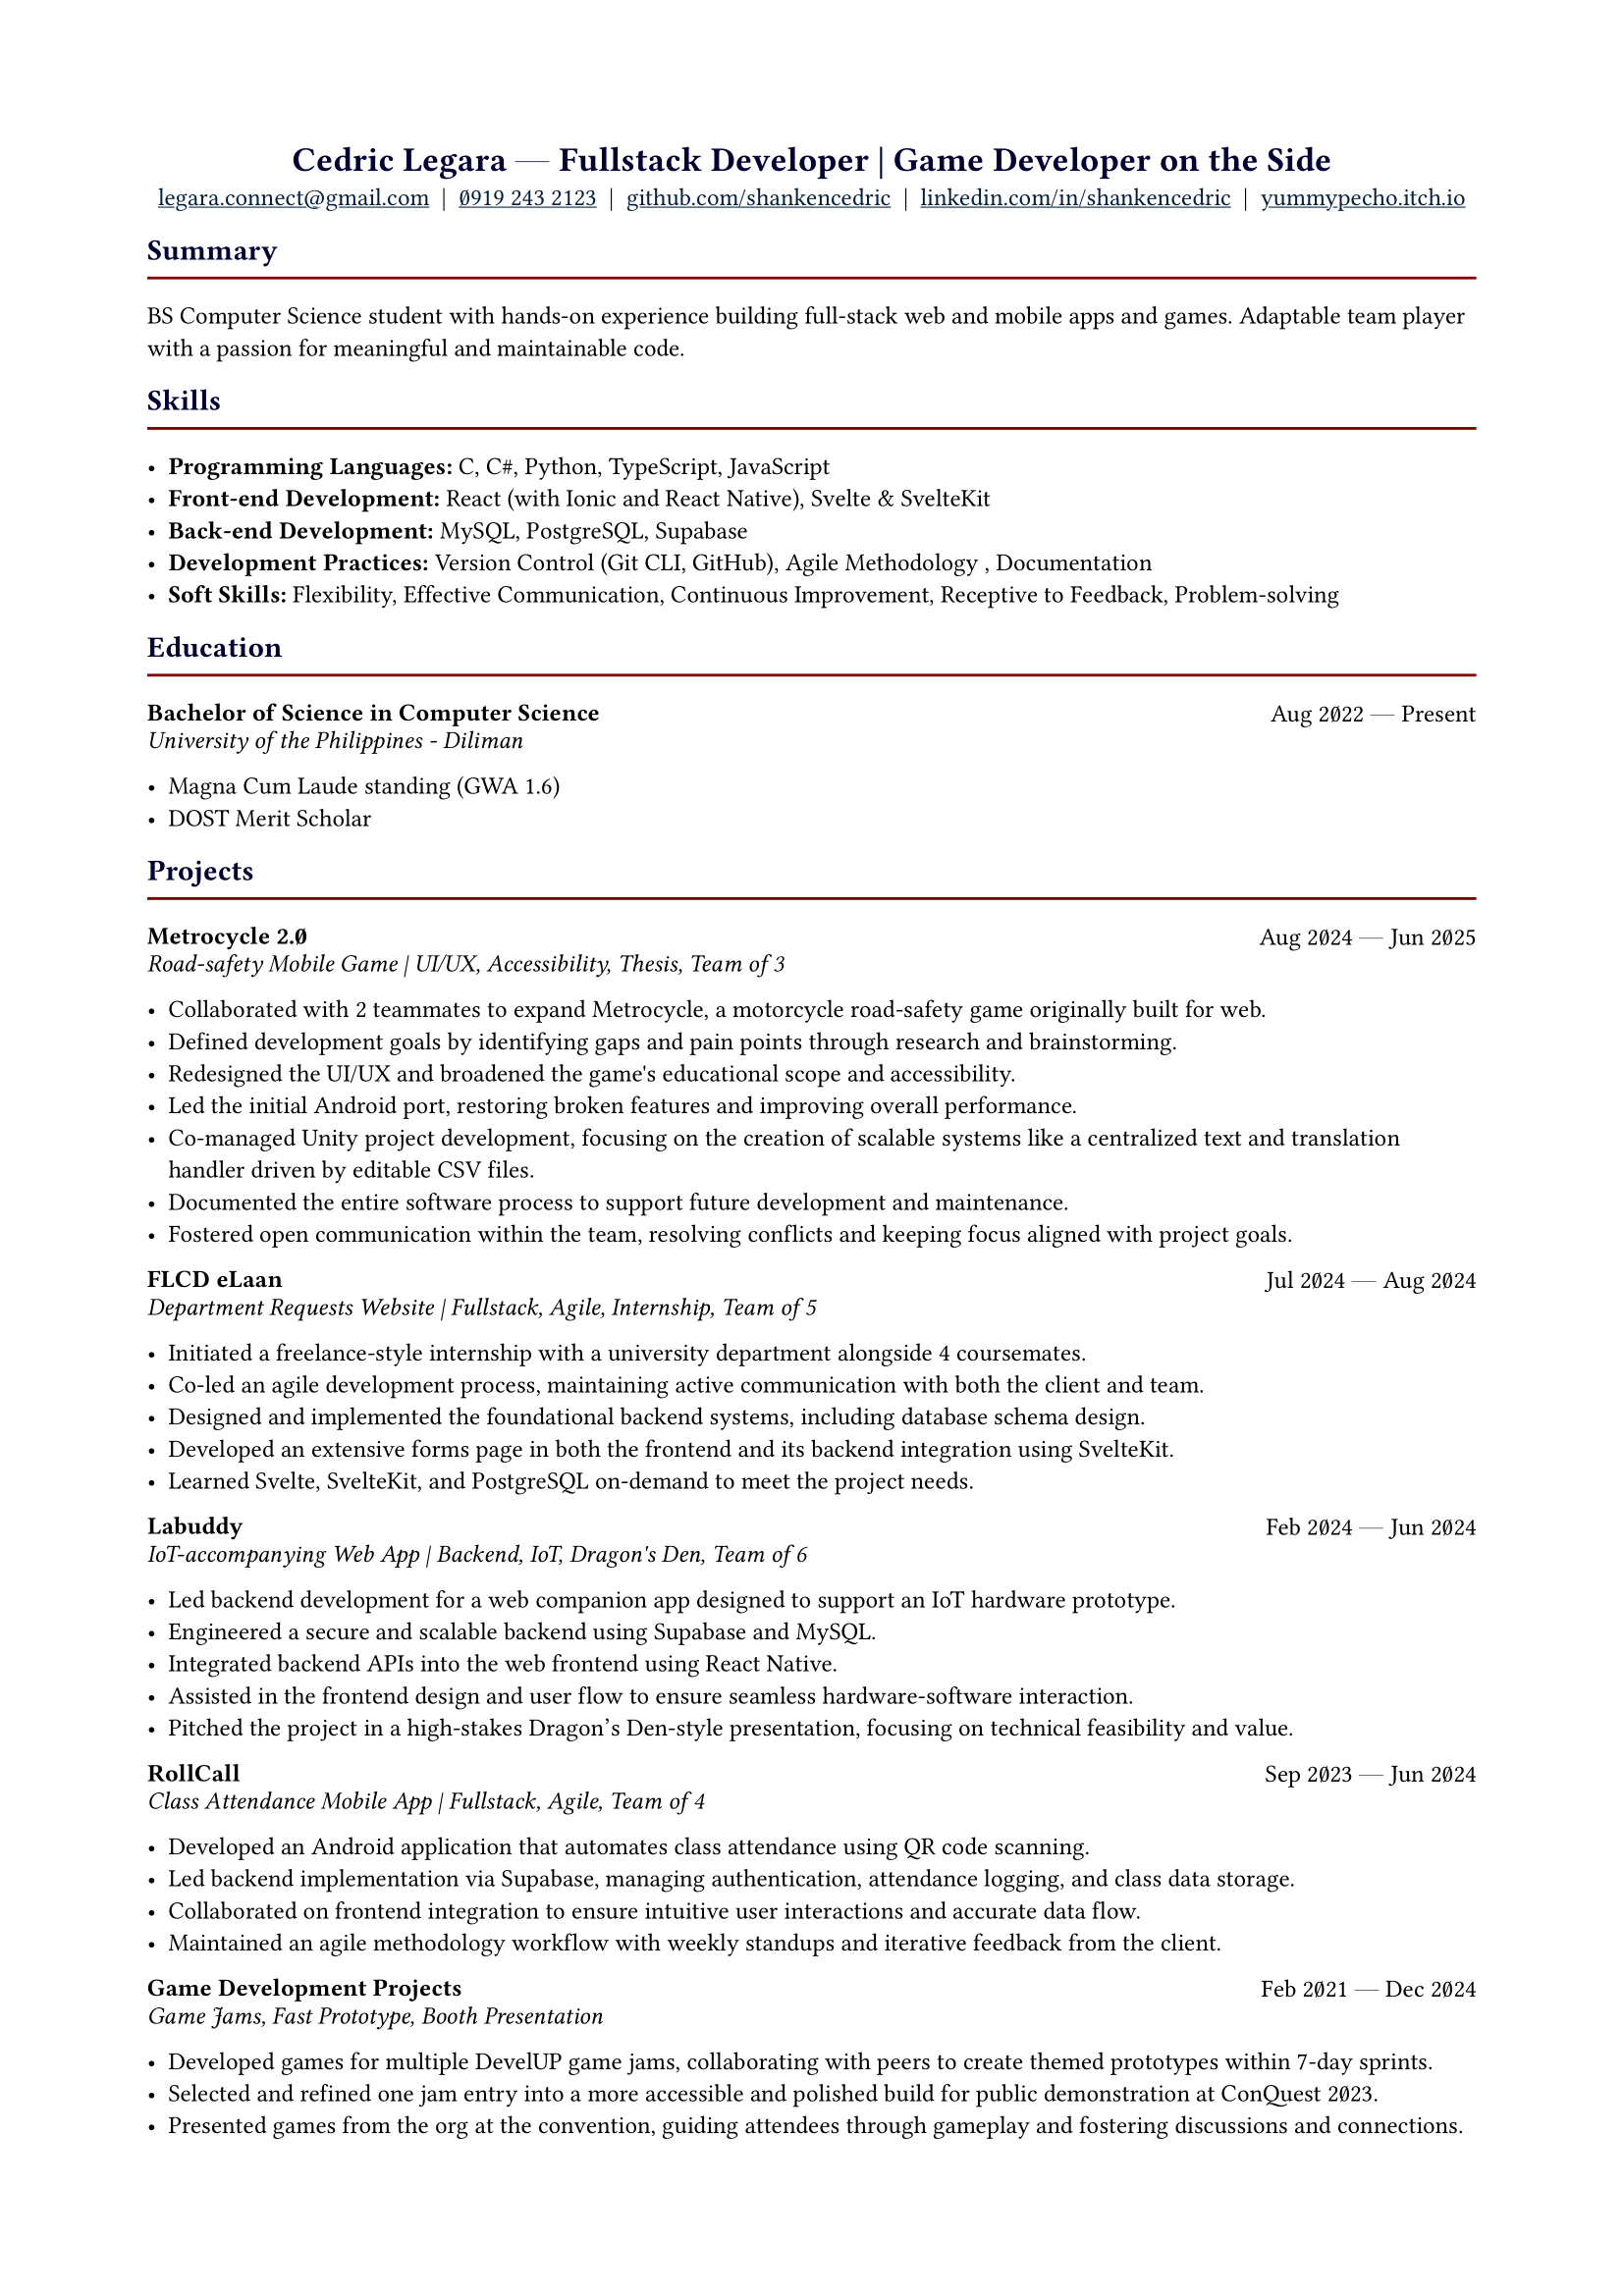 Cedric Legara — Fullstack Developer | Game Developer on the Side
legara.connect@gmail.com | 0919 243 2123 | github.com/shankencedric | linkedin.com/in/shankencedric | yummypecho.itch.io
Summary
BS Computer Science student with hands-on experience building full-stack web and mobile apps and games. Adaptable team player
with a passion for meaningful and maintainable code.
Skills
• Programming Languages: C, C#, Python, TypeScript, JavaScript
• Front-end Development: React (with Ionic and React Native), Svelte & SvelteKit
• Back-end Development: MySQL, PostgreSQL, Supabase
• Development Practices: Version Control (Git CLI, GitHub), Agile Methodology , Documentation
• Soft Skills: Flexibility, Effective Communication, Continuous Improvement, Receptive to Feedback, Problem-solving
Education
Bachelor of Science in Computer Science Aug 2022 — Present
University of the Philippines - Diliman
• Magna Cum Laude standing (GWA 1.6)
• DOST Merit Scholar
Projects
Metrocycle 2.0 Aug 2024 — Jun 2025
Road-safety Mobile Game | UI/UX, Accessibility, Thesis, Team of 3
• Collaborated with 2 teammates to expand Metrocycle, a motorcycle road-safety game originally built for web.
• Defined development goals by identifying gaps and pain points through research and brainstorming.
• Redesigned the UI/UX and broadened the game's educational scope and accessibility.
• Led the initial Android port, restoring broken features and improving overall performance.
• Co-managed Unity project development, focusing on the creation of scalable systems like a centralized text and translation
handler driven by editable CSV files.
• Documented the entire software process to support future development and maintenance.
• Fostered open communication within the team, resolving conflicts and keeping focus aligned with project goals.
FLCD eLaan Jul 2024 — Aug 2024
Department Requests Website | Fullstack, Agile, Internship, Team of 5
• Initiated a freelance-style internship with a university department alongside 4 coursemates.
• Co-led an agile development process, maintaining active communication with both the client and team.
• Designed and implemented the foundational backend systems, including database schema design.
• Developed an extensive forms page in both the frontend and its backend integration using SvelteKit.
• Learned Svelte, SvelteKit, and PostgreSQL on-demand to meet the project needs.
Labuddy Feb 2024 — Jun 2024
IoT-accompanying Web App | Backend, IoT, Dragon's Den, Team of 6
• Led backend development for a web companion app designed to support an IoT hardware prototype.
• Engineered a secure and scalable backend using Supabase and MySQL.
• Integrated backend APIs into the web frontend using React Native.
• Assisted in the frontend design and user flow to ensure seamless hardware-software interaction.
• Pitched the project in a high-stakes Dragon’s Den-style presentation, focusing on technical feasibility and value.
RollCall Sep 2023 — Jun 2024
Class Attendance Mobile App | Fullstack, Agile, Team of 4
• Developed an Android application that automates class attendance using QR code scanning.
• Led backend implementation via Supabase, managing authentication, attendance logging, and class data storage.
• Collaborated on frontend integration to ensure intuitive user interactions and accurate data flow.
• Maintained an agile methodology workflow with weekly standups and iterative feedback from the client.
Game Development Projects Feb 2021 — Dec 2024
Game Jams, Fast Prototype, Booth Presentation
• Developed games for multiple DevelUP game jams, collaborating with peers to create themed prototypes within 7-day sprints.
• Selected and refined one jam entry into a more accessible and polished build for public demonstration at ConQuest 2023.
• Presented games from the org at the convention, guiding attendees through gameplay and fostering discussions and connections.